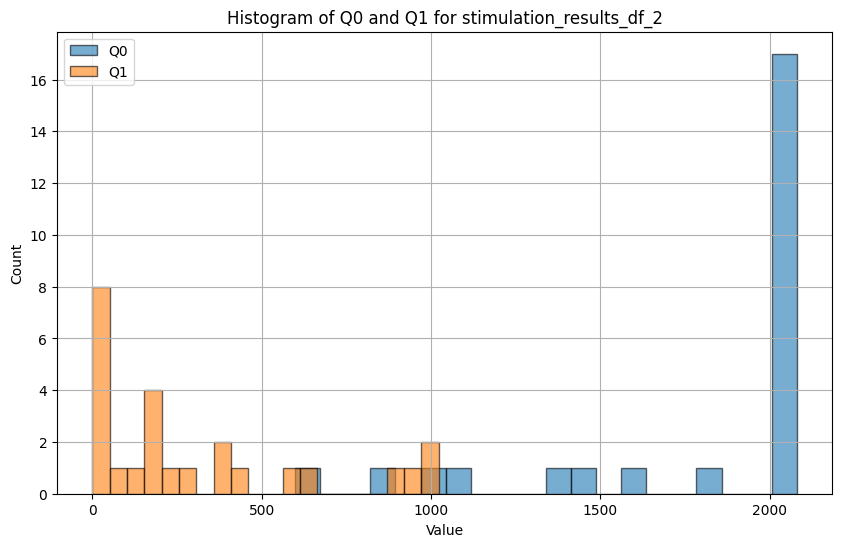 Histogram of Q0 and Q1 for stimulation_results_df_2
Q0
Q1
16
14
12
10
8
6
4
2
0
Count
0
500
1000
1500
2000
Value